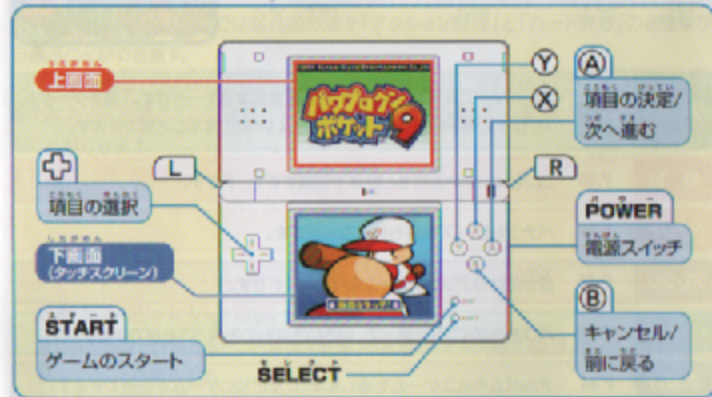 上画面
パワプロクン
ポケット9
Y
X
A
項目の決定/
次へ進む
L
R
項目の選択
POWER
電源スイッチ
下画面
(タッチスクリーン)
B
キャンセル/
前に戻る
START
ゲームのスタート
SELECT